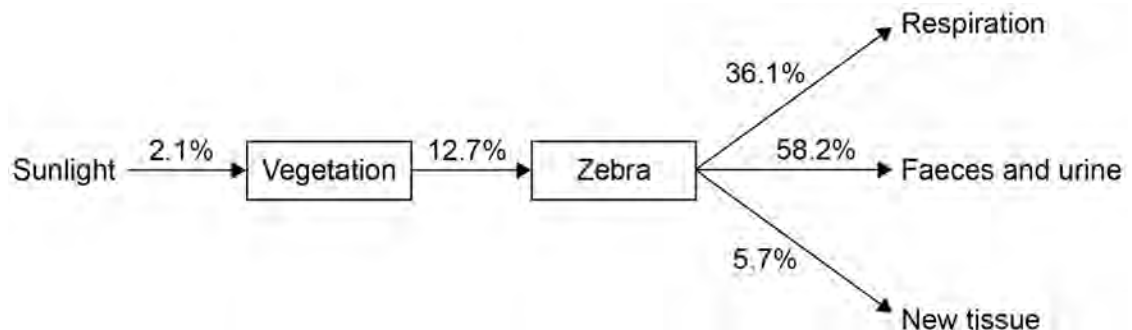 Respiration
36.1%
Sunlight 2.1% Vegetation 12.7% Zebra 58.2% Faeces and urine
5.7%
New tissue